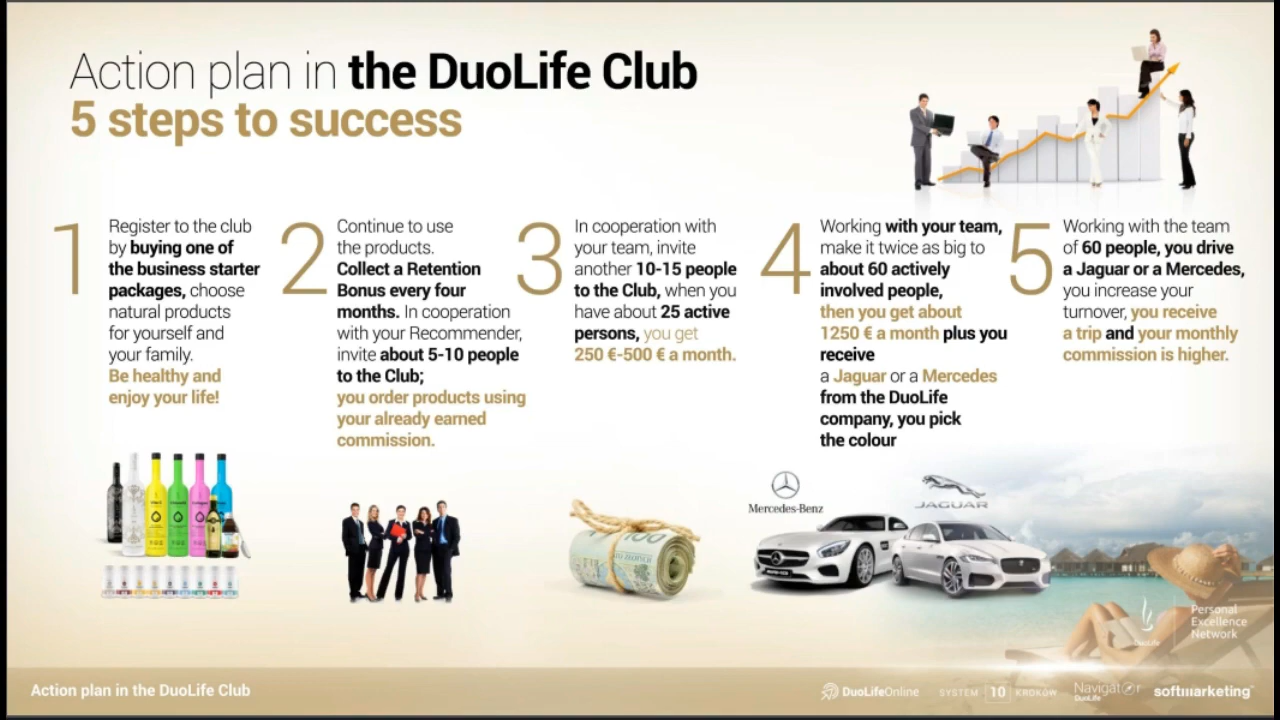 Action plan in the DuoLife Club
5 steps to success
1
Register to the club
by buying one of
the business starter
packages, choose
natural products
for yourself and
your family.
Be healthy and
enjoy your life!
2
Continue to use
the products.
Collect a Retention
Bonus every four
months. In cooperation
with your Recommender,
invite about 5-10 people
to the Club;
you order products using
your already earned
commission.
3
In cooperation with
your team, invite
another 10-15 people
to the Club, when you
have about 25 active
persons, you get
250 €-500 € a month.
4
Working with your team,
make it twice as big to
about 60 actively
involved people,
then you get about
1250 € a month plus you
receive
a Jaguar or a Mercedes
from the DuoLife
company, you pick
the colour
5
Working with the team
of 60 people, you drive
a Jaguar or a Mercedes,
you increase your
turnover, you receive
a trip and your monthly
commission is higher.
Mercedes-Benz
JAGUAR
DuoLife
Personal
Excellence
Network
Action plan in the DuoLife Club
DuoLifeOnline
SYSTEM 10 KROKÓW
Navigator
DuoLife
softmarketing